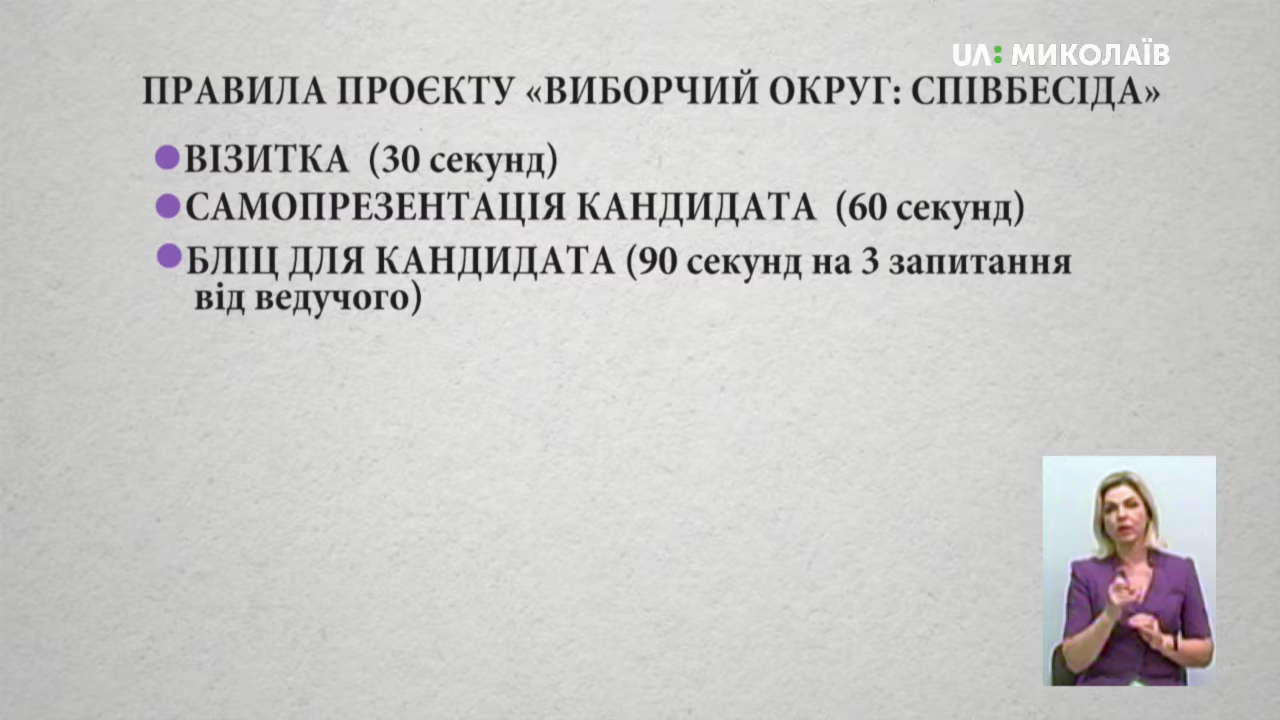 UA: МИКОЛАЇВ
ПРАВИЛА ПРОЄКТУ «ВИБОРЧИЙ ОКРУГ: СПІВБЕСІДА»
ВІЗИТКА (30 секунд)
САМОПРЕЗЕНТАЦІЯ КАНДИДАТА (60 секунд)
БЛІЦ ДЛЯ КАНДИДАТА (90 секунд на 3 запитання
від ведучого)